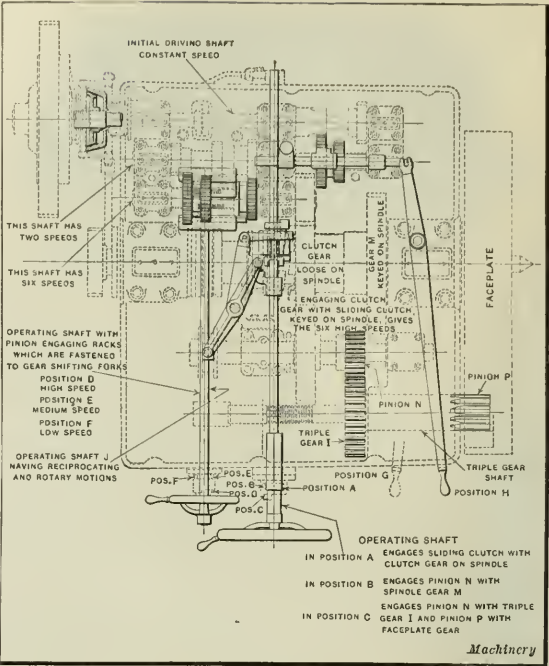 INITIAL DRIVING SHAFT
CONSTANT SPEED
THIS SHAFT HAS
TWO SPEEDS
THIS SHAFT HAS
SIX SPEEDS
CLUTCH
GEAR
LOOSE ON
SPINDLE
GEAR M
KEYED ON SPINDLE
FACEPLATE
ENGAGING CLUTCH
GEAR WITH SLIDING CLUTCH
KEYED ON SPINDLE, GIVES
THE SIX HIGH SPEEDS
OPERATING SHAFT WITH
PINION ENGAGING RACKS
WHICH ARE FASTENED
TO GEAR SHIFTING FORKS
POSITION D
HIGH SPEED
POSITION E
MEDIUM SPEED
POSITION F
LOW SPEED
PINION P
PINION N
TRIPLE
GEAR I
OPERATING SHAFT J
HAVING RECIPROCATING
AND ROTARY MOTIONS
TRIPLE GEAR
SHAFT
POSITION G
POSITION H
POS.F
POS.E
POS.D
POS.B
POSITION A
POS.C
OPERATING SHAFT
IN POSITION A ENGAGES SLIDING CLUTCH WITH
CLUTCH GEAR ON SPINDLE
IN POSITION B ENGAGES PINION N WITH
SPINDLE GEAR M
ENGAGES PINION N WITH TRIPLE
IN POSITION C GEAR I AND PINION P WITH
FACEPLATE GEAR
Machinery